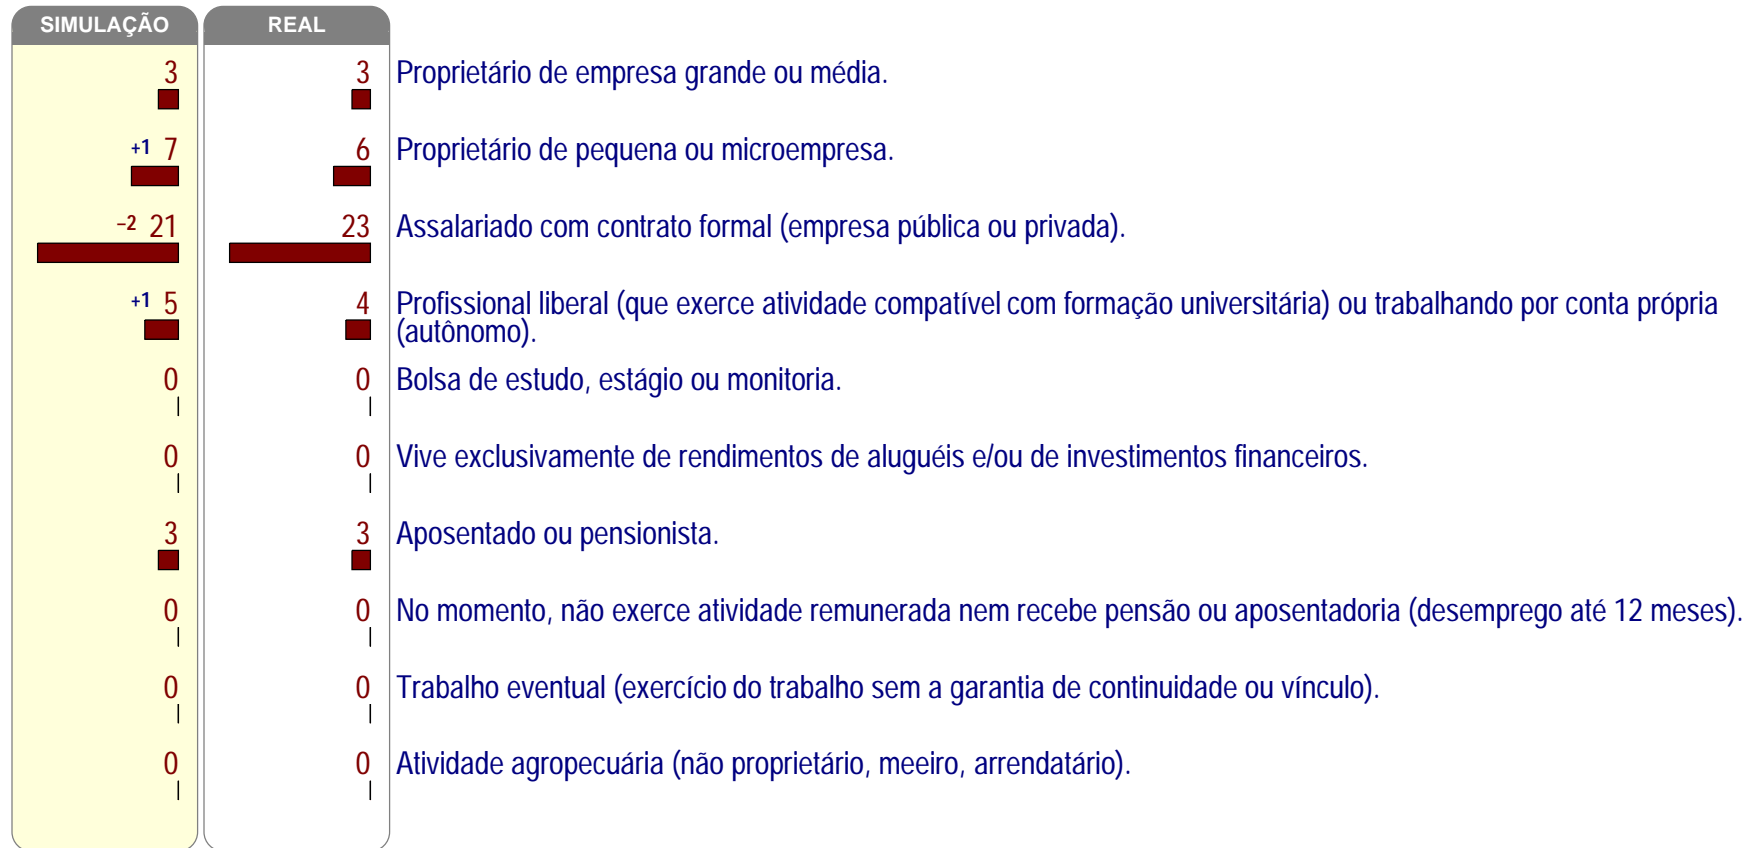 SIMULAÇÃO REAL
3 3 Proprietário de empresa grande ou média.
+1 7 6 Proprietário de pequena ou microempresa.
−2 21 23 Assalariado com contrato formal (empresa pública ou privada).
+1 5 4 Profissional liberal (que exerce atividade compatível com formação universitária) ou trabalhando por conta própria
(autônomo).
0 0 Bolsa de estudo, estágio ou monitoria.
0 0 Vive exclusivamente de rendimentos de aluguéis e/ou de investimentos financeiros.
3 3 Aposentado ou pensionista.
0 0 No momento, não exerce atividade remunerada nem recebe pensão ou aposentadoria (desemprego até 12 meses).
0 0 Trabalho eventual (exercício do trabalho sem a garantia de continuidade ou vínculo).
0 0 Atividade agropecuária (não proprietário, meeiro, arrendatário).